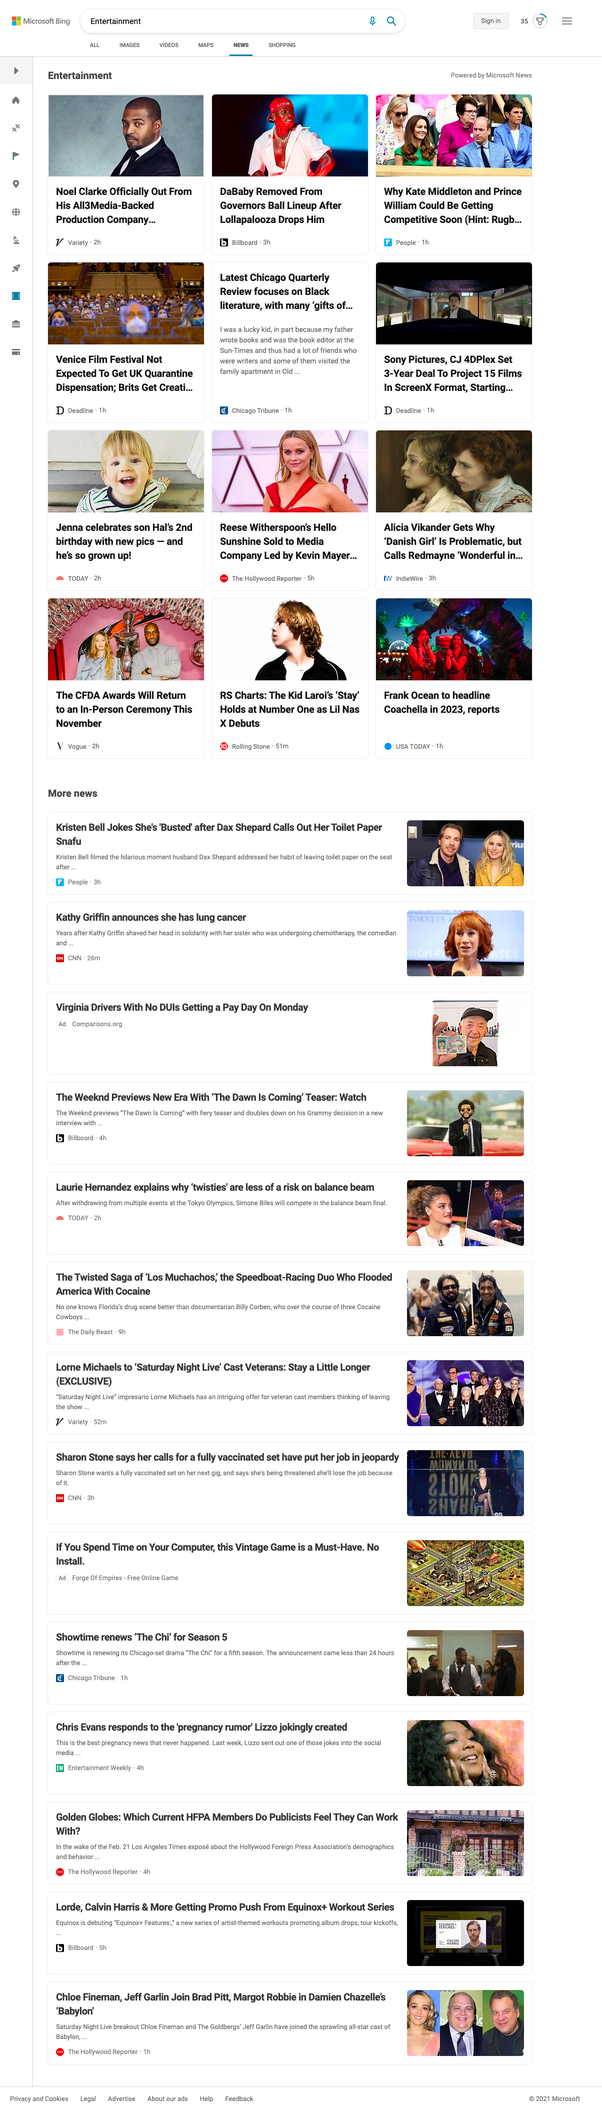 Microsoft Bing
Entertainment
Sign in
35
ALL
IMAGES
VIDEOS
MAPS
NEWS
SHOPPING
Entertainment
Powered by Microsoft News
Noel Clarke Officially Out From
His All3Media-Backed
Production Company...
Variety · 2h
DaBaby Removed From
Governors Ball Lineup After
Lollapalooza Drops Him
Billboard · 3h
Why Kate Middleton and Prince
William Could Be Getting
Competitive Soon (Hint: Rugb...
People · 1h
Venice Film Festival Not
Expected To Get UK Quarantine
Dispensation; Brits Get Creati...
Deadline · 1h
Latest Chicago Quarterly
Review focuses on Black
literature, with many 'gifts of...
I was a lucky kid, in part because my father
wrote books and was the book editor at the
Sun-Times and thus had a lot of friends who
were writers and some of them visited the
family apartment in Old ...
Chicago Tribune · 1h
Sony Pictures, CJ 4DPlex Set
3-Year Deal To Project 15 Films
In ScreenX Format, Starting...
Deadline · 1h
Jenna celebrates son Hal's 2nd
birthday with new pics — and
he's so grown up!
TODAY · 2h
Reese Witherspoon's Hello
Sunshine Sold to Media
Company Led by Kevin Mayer...
The Hollywood Reporter · 5h
Alicia Vikander Gets Why
'Danish Girl' Is Problematic, but
Calls Redmayne 'Wonderful in...
IndieWire · 3h
The CFDA Awards Will Return
to an In-Person Ceremony This
November
Vogue · 2h
RS Charts: The Kid Laroi's 'Stay'
Holds at Number One as Lil Nas
X Debuts
Rolling Stone · 51m
Frank Ocean to headline
Coachella in 2023, reports
USA TODAY · 1h
More news
Kristen Bell Jokes She's 'Busted' after Dax Shepard Calls Out Her Toilet Paper
Snafu
Kristen Bell filmed the hilarious moment husband Dax Shepard addressed her habit of leaving toilet paper on the seat
after ...
People · 3h
Kathy Griffin announces she has lung cancer
Years after Kathy Griffin shaved her head in solidarity with her sister who was undergoing chemotherapy, the comedian
and ...
CNN · 26m
Virginia Drivers With No DUIs Getting a Pay Day On Monday
Ad Comparisons.org
The Weeknd Previews New Era With 'The Dawn Is Coming' Teaser: Watch
The Weeknd previews "The Dawn Is Coming" with fiery teaser and doubles down on his Grammy decision in a new
interview with ...
Billboard · 4h
Laurie Hernandez explains why 'twisties' are less of a risk on balance beam
After withdrawing from multiple events at the Tokyo Olympics, Simone Biles will compete in the balance beam final.
TODAY · 2h
The Twisted Saga of 'Los Muchachos,' the Speedboat-Racing Duo Who Flooded
America With Cocaine
No one knows Florida's drug scene better than documentarian Billy Corben, who over the course of three Cocaine
Cowboys ...
The Daily Beast · 9h
Lorne Michaels to 'Saturday Night Live' Cast Veterans: Stay a Little Longer
(EXCLUSIVE)
"Saturday Night Live" impresario Lorne Michaels has an intriguing offer for veteran cast members thinking of leaving
the show ...
Variety · 52m
Sharon Stone says her calls for a fully vaccinated set have put her job in jeopardy
Sharon Stone wants a fully vaccinated set on her next gig, and says she's being threatened she'll lose the job because
of it.
CNN · 3h
If You Spend Time on Your Computer, this Vintage Game is a Must-Have. No
Install.
Ad Forge Of Empires - Free Online Game
Showtime renews 'The Chi' for Season 5
Showtime is renewing its Chicago-set drama "The Chi" for a fifth season. The announcement came less than 24 hours
after the ...
Chicago Tribune · 1h
Chris Evans responds to the 'pregnancy rumor' Lizzo jokingly created
This is the best pregnancy news that never happened. Last week, Lizzo sent out one of those jokes into the social
media ...
Entertainment Weekly · 4h
Golden Globes: Which Current HFPA Members Do Publicists Feel They Can Work
With?
In the wake of the Feb. 21 Los Angeles Times exposé about the Hollywood Foreign Press Association's demographics
and behavior ...
The Hollywood Reporter · 4h
Lorde, Calvin Harris & More Getting Promo Push From Equinox+ Workout Series
Equinox is debuting "Equinox+ Features:," a new series of artist-themed workouts promoting album drops, tour kickoffs,
...
Billboard · 5h
Chloe Fineman, Jeff Garlin Join Brad Pitt, Margot Robbie in Damien Chazelle's
'Babylon'
Saturday Night Live breakout Chloe Fineman and The Goldbergs' Jeff Garlin have joined the sprawling all-star cast of
Babylon, ...
The Hollywood Reporter · 1h
Privacy and Cookies
Legal
Advertise
About our ads
Help
Feedback
© 2021 Microsoft